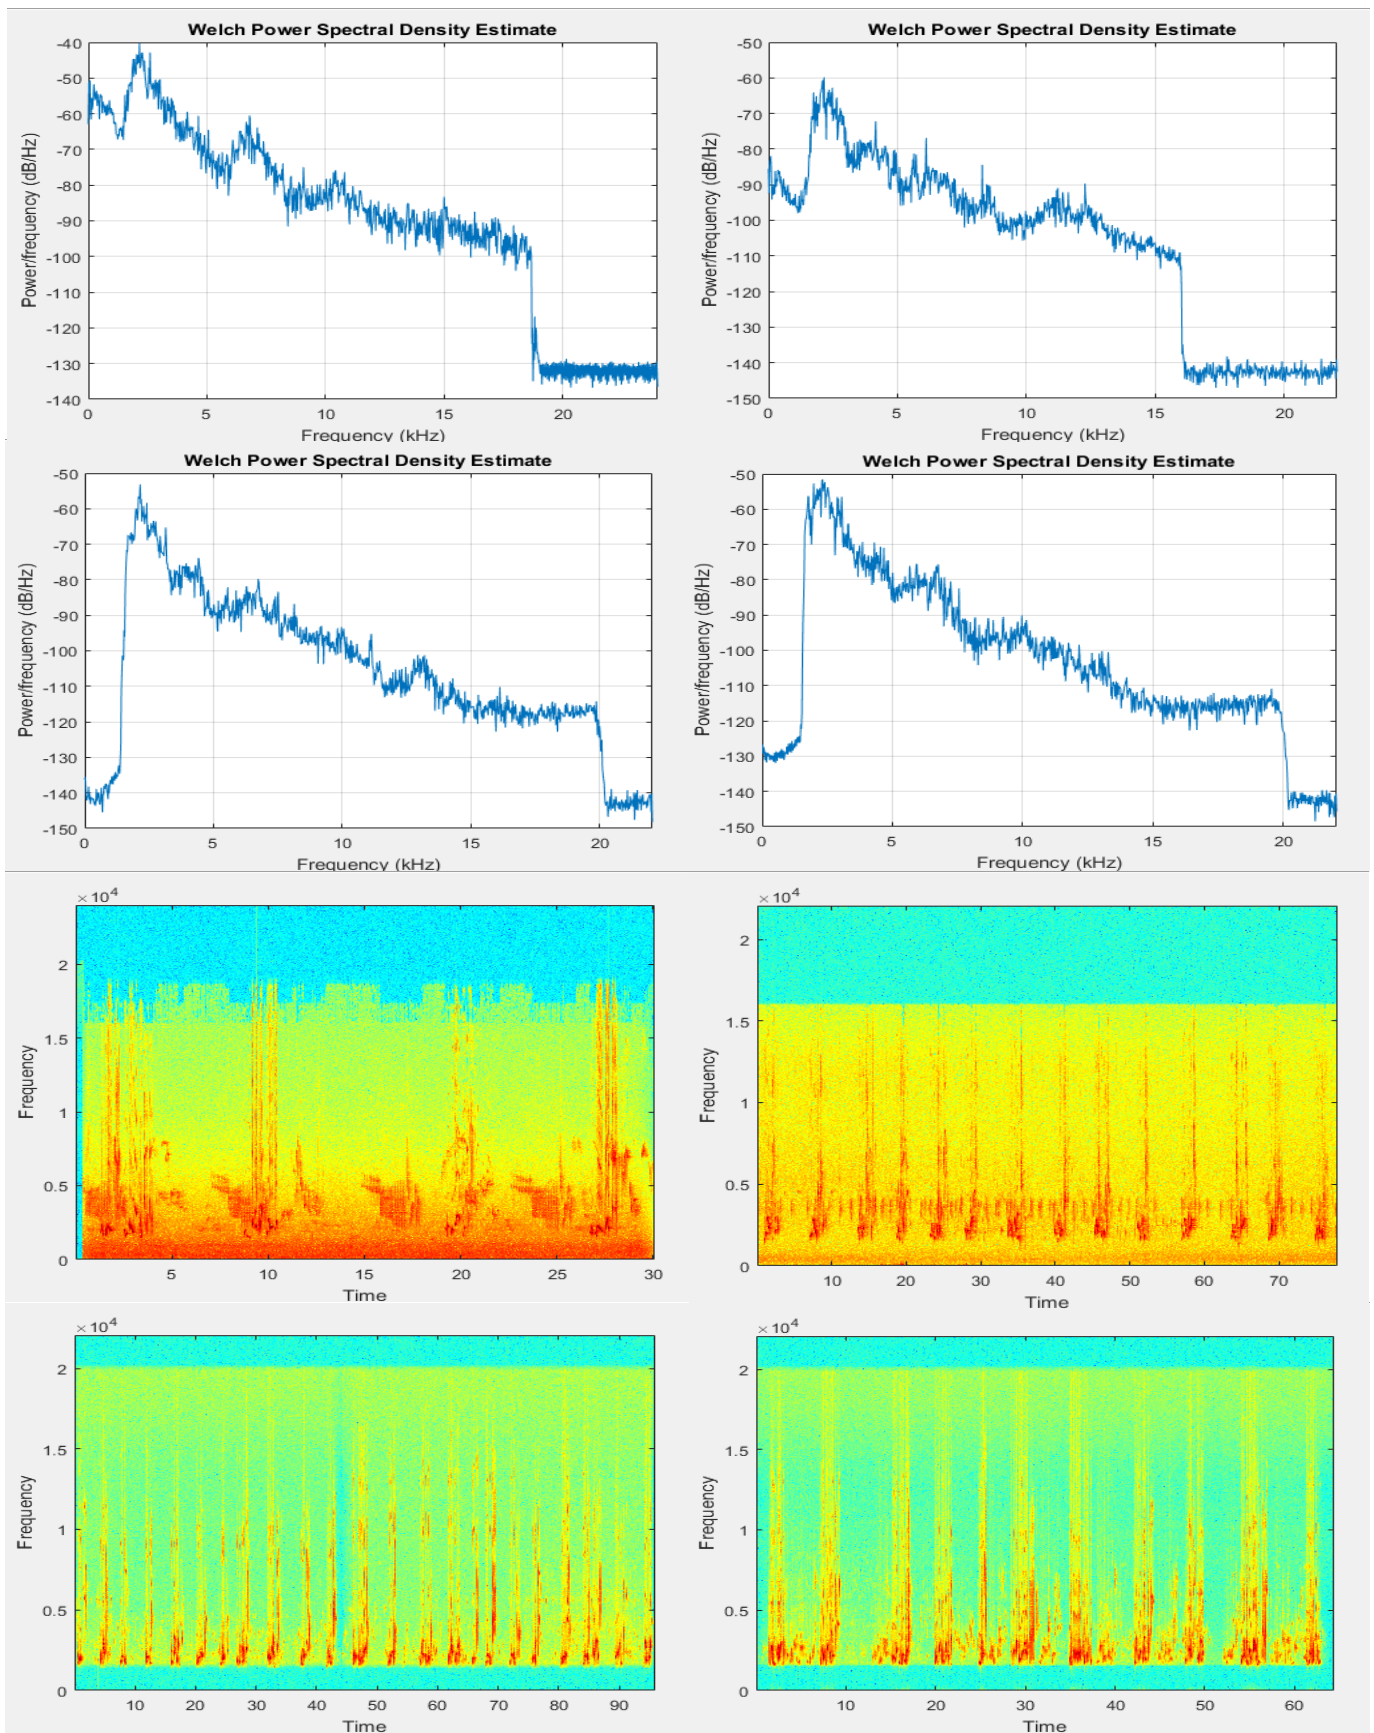 Welch Power Spectral Density Estimate
Power/frequency (dB/Hz)
-40
-50
-60
-70
-80
-90
-100
-110
-120
-130
-140
0 5 10 15 20
Frequency (kHz)
Welch Power Spectral Density Estimate
Power/frequency (dB/Hz)
-50
-60
-70
-80
-90
-100
-110
-120
-130
-140
-150
0 5 10 15 20
Frequency (kHz)
Welch Power Spectral Density Estimate
Power/frequency (dB/Hz)
-50
-60
-70
-80
-90
-100
-110
-120
-130
-140
-150
0 5 10 15 20
Frequency (kHz)
Welch Power Spectral Density Estimate
Power/frequency (dB/Hz)
-50
-60
-70
-80
-90
-100
-110
-120
-130
-140
-150
0 5 10 15 20
Frequency (kHz)
×10⁴
Frequency
2
1.5
1
0.5
0
5 10 15 20 25 30
Time
×10⁴
Frequency
2
1.5
1
0.5
0
10 20 30 40 50 60 70
Time
×10⁴
Frequency
2
1.5
1
0.5
0
10 20 30 40 50 60 70 80 90
Time
×10⁴
Frequency
2
1.5
1
0.5
0
10 20 30 40 50 60
Time